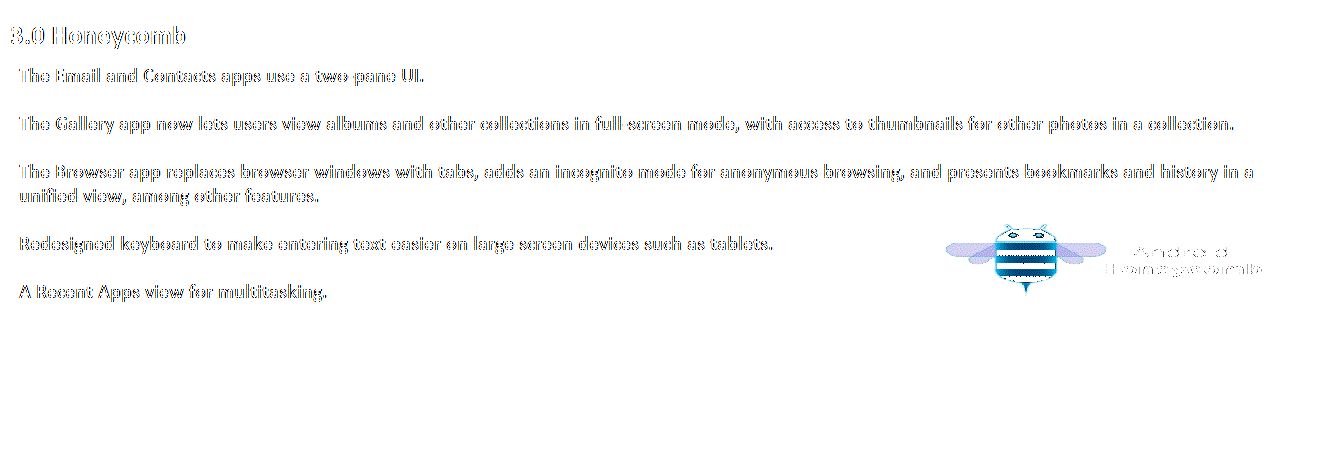 3.0 Honeycomb
The Email and Contacts apps use a two-pane UI.
The Gallery app now lets users view albums and other collections in full-screen mode, with access to thumbnails for other photos in a collection.
The Browser app replaces browser windows with tabs, adds an incognito mode for anonymous browsing, and presents bookmarks and history in a
unified view, among other features.
Redesigned keyboard to make entering text easier on large screen devices such as tablets.
A Recent Apps view for multitasking.
Android
Honeycomb